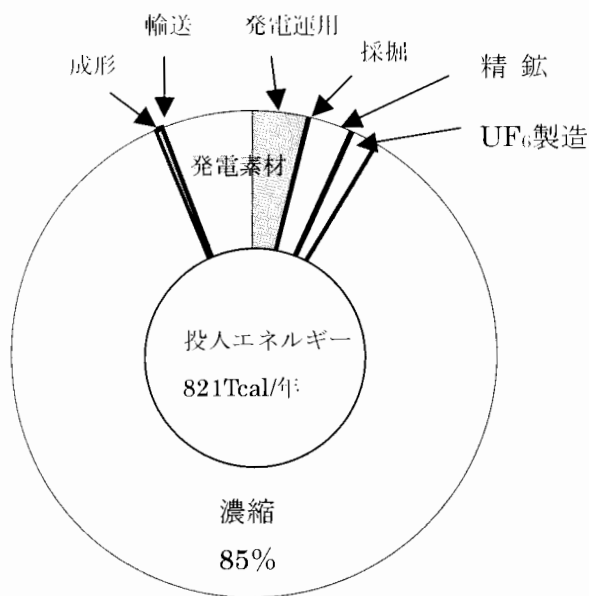 輸送
発電運用
成形
採掘
精鉱
UF₆製造
発電素材
投入エネルギー
821Tcal/年
濃縮
85%